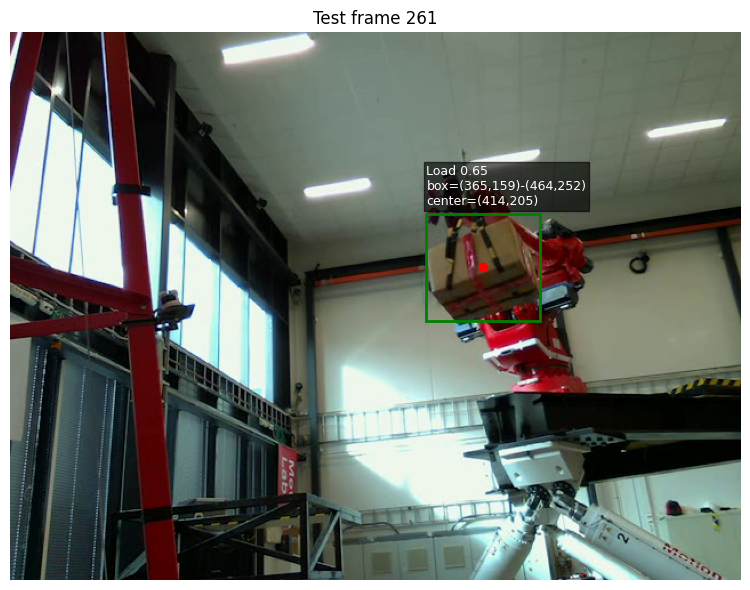 Test frame 261
Load 0.65
box=(365,159)-(464,252)
center=(414,205)
2
Motion